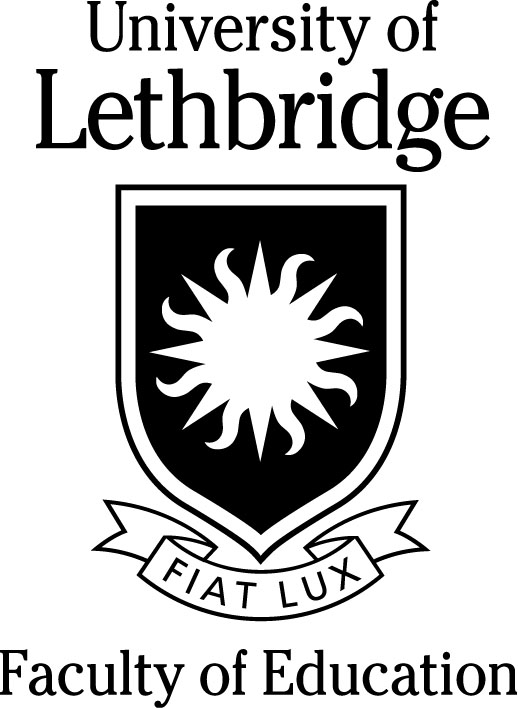 University of
Lethbridge
FIAT LUX
Faculty of Education